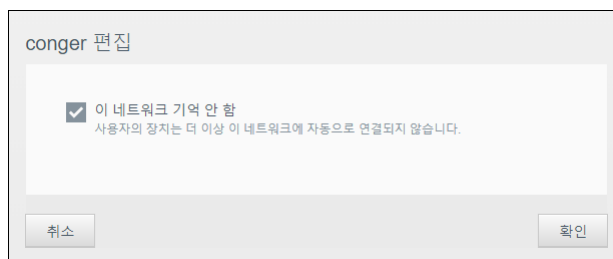 conger 편집
이 네트워크 기억 안 함
사용자의 장치는 더 이상 이 네트워크에 자동으로 연결되지 않습니다.
취소
확인